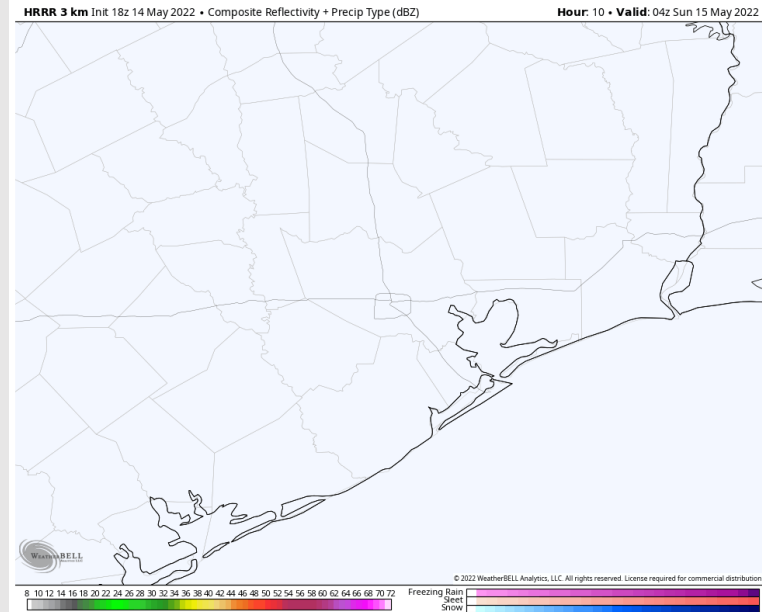 HRRR 3 km Init 18z 14 May 2022 • Composite Reflectivity + Precip Type (dBZ)
Hour: 10 • Valid: 04z Sun 15 May 2022
WEATHERBELL
© 2022 WeatherBELL Analytics, LLC. All rights reserved. License required for commercial distribution
8 10 12 14 16 18 20 22 24 26 28 30 32 34 36 38 40 42 44 46 48 50 52 54 56 58 60 62 64 66 68 70 72
Freezing Rain
Sleet
Snow